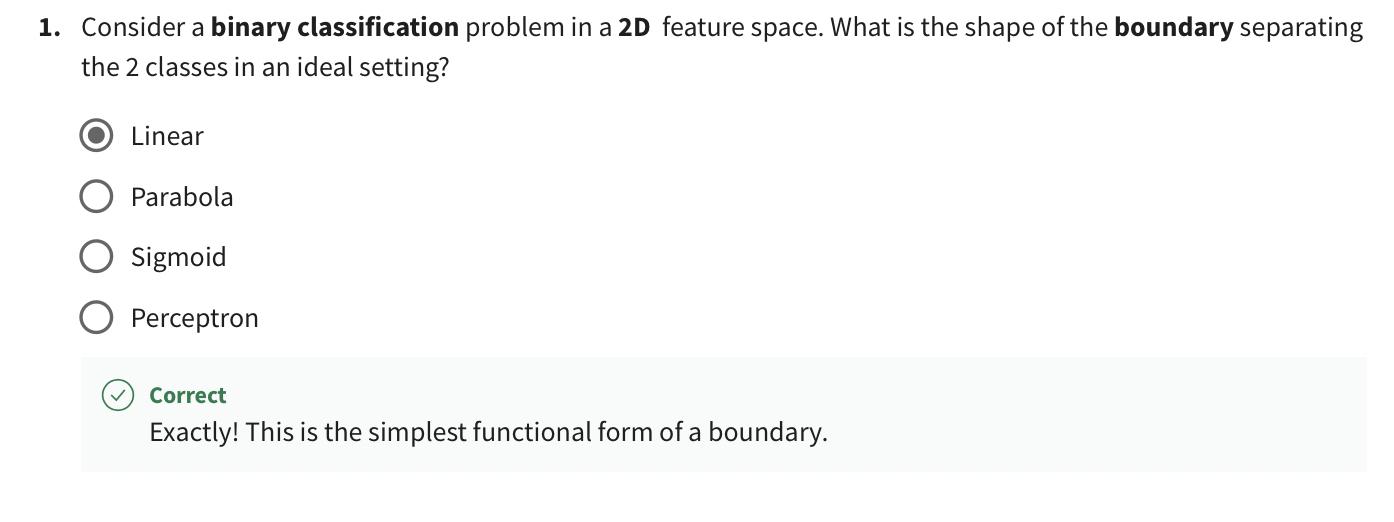 1. Consider a binary classification problem in a 2D feature space. What is the shape of the boundary separating
the 2 classes in an ideal setting?
Linear
Parabola
Sigmoid
Perceptron
Correct
Exactly! This is the simplest functional form of a boundary.